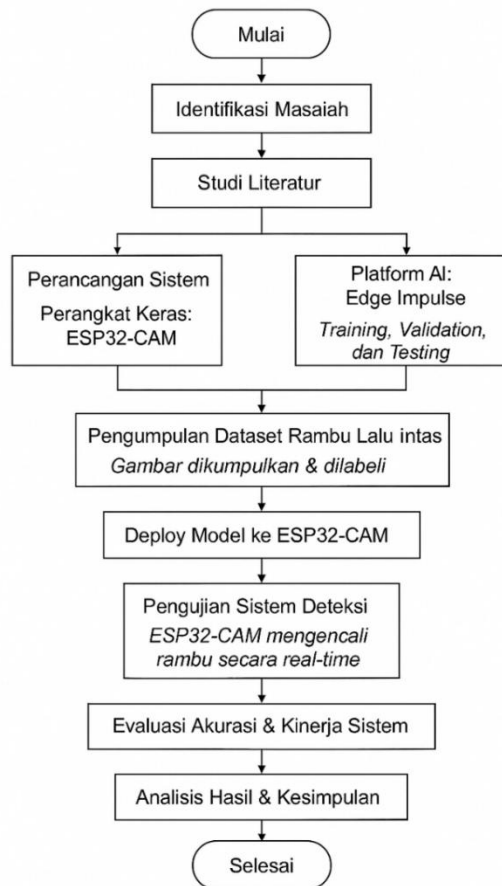 Mulai
Identifikasi Masaiah
Studi Literatur
Perancangan Sistem
Perangkat Keras:
ESP32-CAM
Platform AI:
Edge Impulse
Training, Validation,
dan Testing
Pengumpulan Dataset Rambu Lalu intas
Gambar dikumpulkan & dilabeli
Deploy Model ke ESP32-CAM
Pengujian Sistem Deteksi
ESP32-CAM mengencali
rambu secara real-time
Evaluasi Akurasi & Kinerja Sistem
Analisis Hasil & Kesimpulan
Selesai